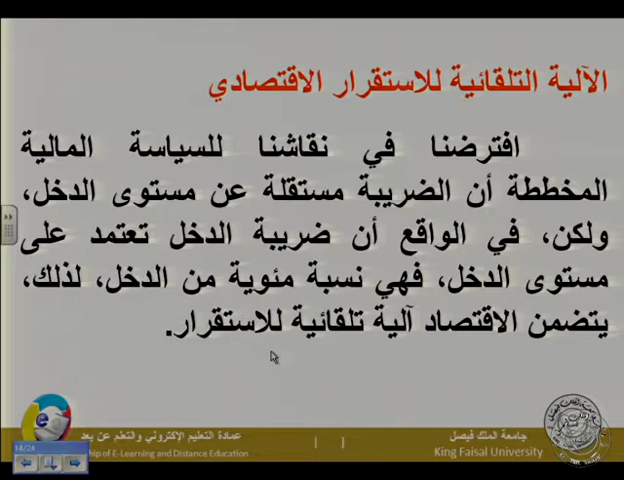 الآلية التلقائية للاستقرار الاقتصادي
افترضنا في نقاشنا للسياسة المالية
المخططة أن الضريبة مستقلة عن مستوى الدخل،
ولكن، في الواقع أن ضريبة الدخل تعتمد على
مستوى الدخل، فهي نسبة مئوية من الدخل، لذلك،
يتضمن الاقتصاد آلية تلقائية للاستقرار.
جامعة الملك فيصل
King Faisal University
عمادة التعليم الإكتروني والتعلم عن بعد
ship of E-Learning and Distance Education
14/24